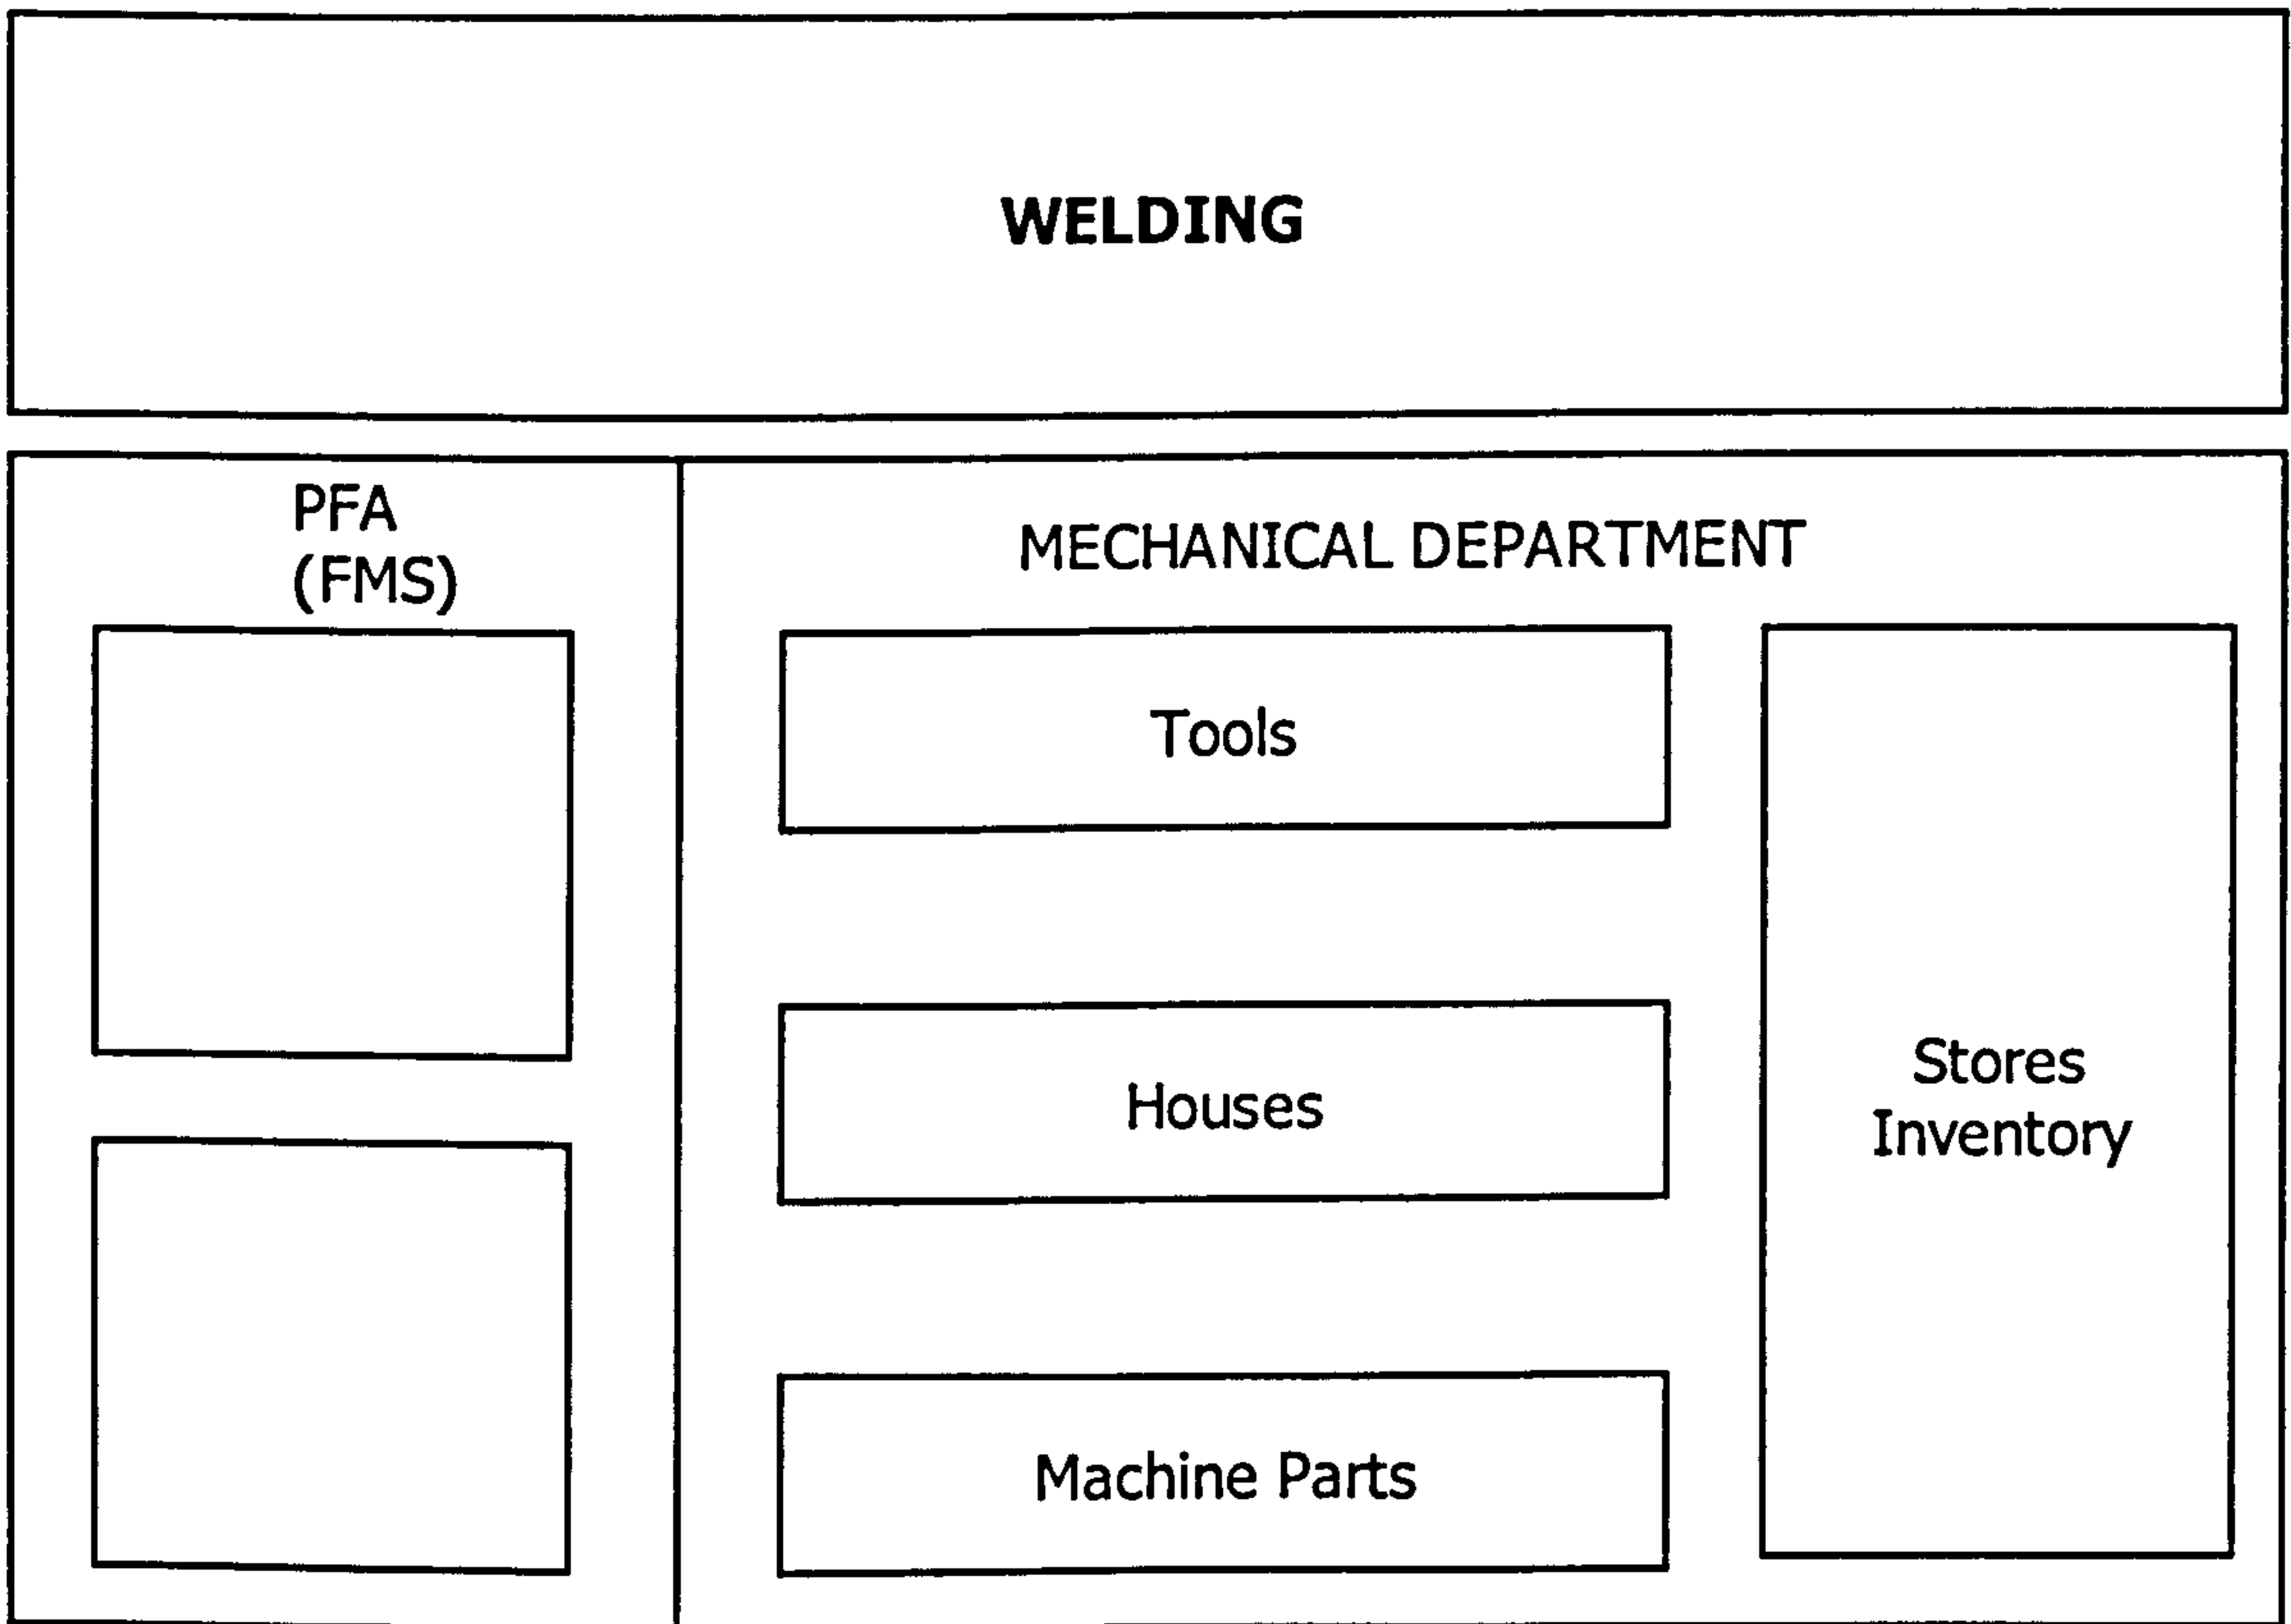 WELDING
PFA
(FMS)
MECHANICAL DEPARTMENT
Tools
Houses
Machine Parts
Stores
Inventory